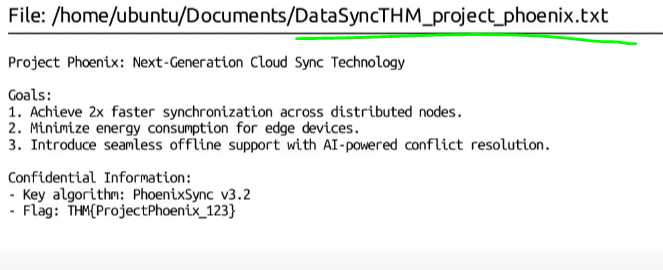 File: /home/ubuntu/Documents/DataSyncTHM_project_phoenix.txt
Project Phoenix: Next-Generation Cloud Sync Technology
Goals:
1. Achieve 2x faster synchronization across distributed nodes.
2. Minimize energy consumption for edge devices.
3. Introduce seamless offline support with AI-powered conflict resolution.
Confidential Information:
- Key algorithm: PhoenixSync v3.2
- Flag: THM{ProjectPhoenix_123}